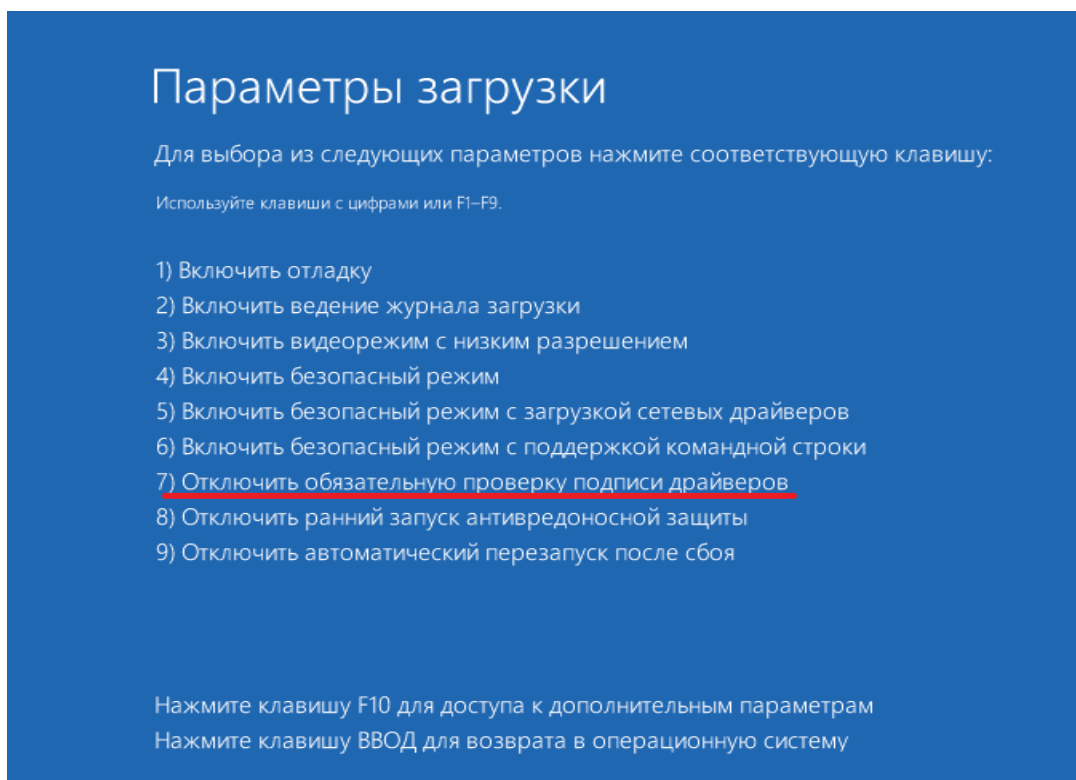 Параметры загрузки
Для выбора из следующих параметров нажмите соответствующую клавишу:
Используйте клавиши с цифрами или F1–F9.
1) Включить отладку
2) Включить ведение журнала загрузки
3) Включить видеорежим с низким разрешением
4) Включить безопасный режим
5) Включить безопасный режим с загрузкой сетевых драйверов
6) Включить безопасный режим с поддержкой командной строки
7) Отключить обязательную проверку подписи драйверов
8) Отключить ранний запуск антивредоносной защиты
9) Отключить автоматический перезапуск после сбоя
Нажмите клавишу F10 для доступа к дополнительным параметрам
Нажмите клавишу ВВОД для возврата в операционную систему